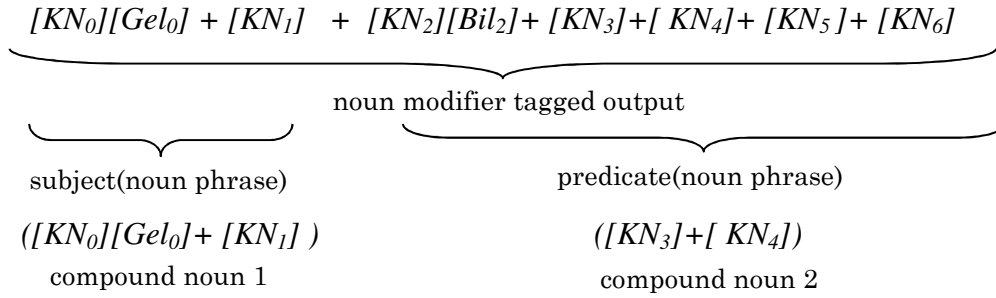 [KN₀][Gel₀] + [KN₁] + [KN₂][Bil₂]+ [KN₃]+[ KN₄]+ [KN₅]+ [KN₆]
noun modifier tagged output
subject(noun phrase) predicate(noun phrase)
([KN₀][Gel₀]+ [KN₁] ) ([KN₃]+[ KN₄])
compound noun 1 compound noun 2